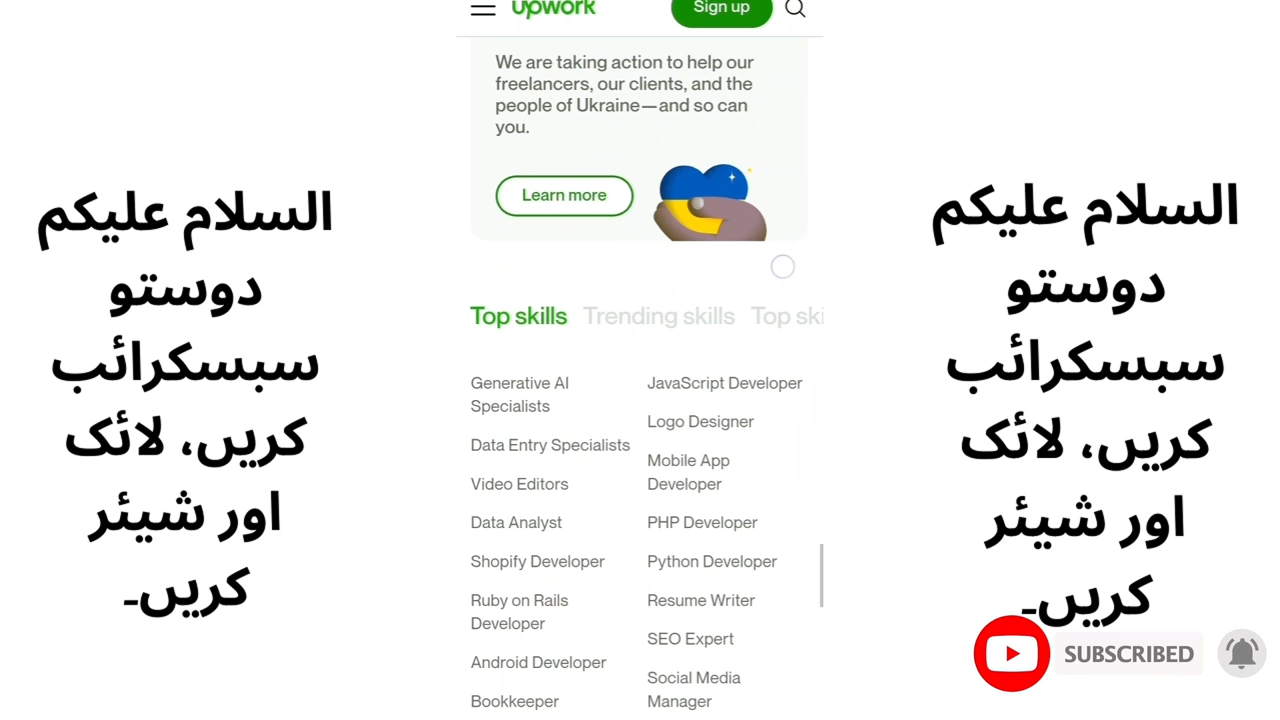 السلام علیکم
دوستو
سبسکرائب
کریں، لائک
اور شیئر
کریں۔
upwork
Sign up
We are taking action to help our
freelancers, our clients, and the
people of Ukraine—and so can
you.
Learn more
Top skills
Trending skills
Top ski
Generative AI
Specialists
Data Entry Specialists
Video Editors
Data Analyst
Shopify Developer
Ruby on Rails
Developer
Android Developer
Bookkeeper
JavaScript Developer
Logo Designer
Mobile App
Developer
PHP Developer
Python Developer
Resume Writer
SEO Expert
Social Media
Manager
السلام علیکم
دوستو
سبسکرائب
کریں، لائک
اور شیئر
کریں۔
SUBSCRIBED